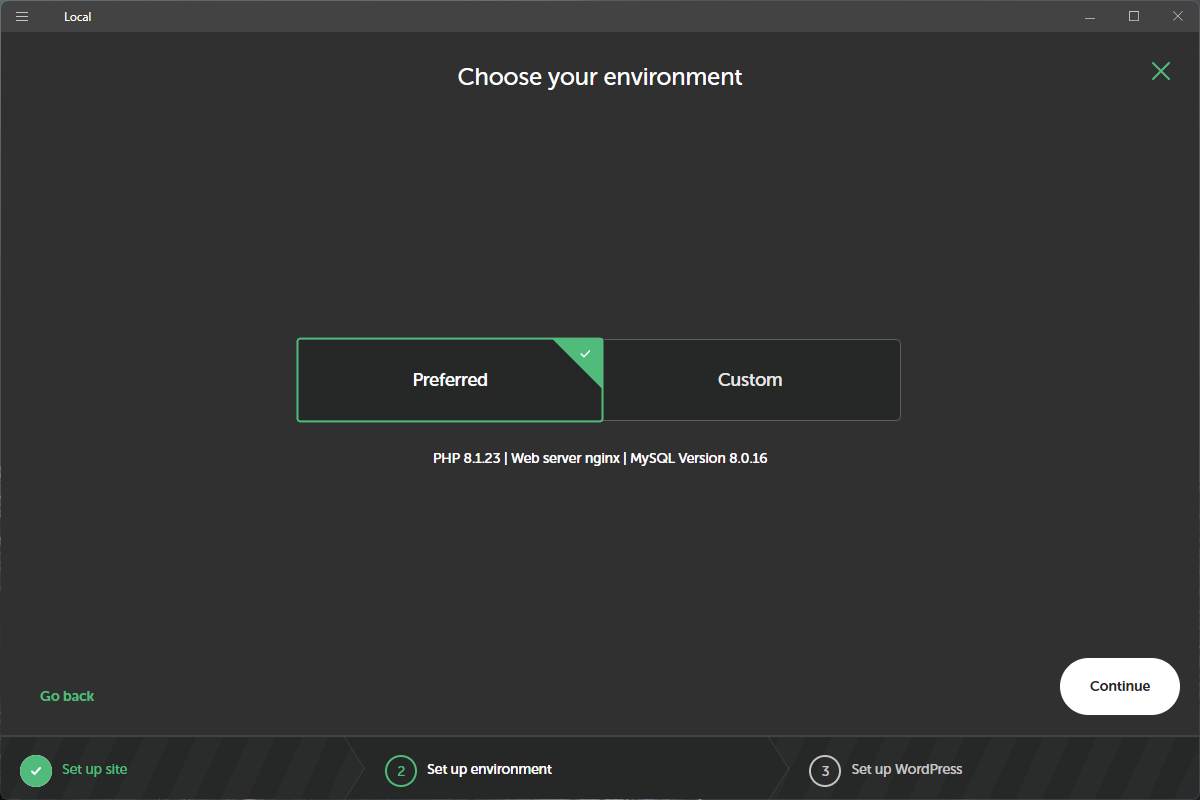 Local
Choose your environment
Preferred
Custom
PHP 8.1.23 | Web server nginx | MySQL Version 8.0.16
Go back
Continue
Set up site
2 Set up environment
3 Set up WordPress